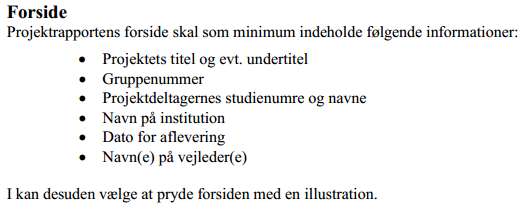 Forside
Projektrapportens forside skal som minimum indeholde følgende informationer:
• Projektets titel og evt. undertitel
• Gruppenummer
• Projektdeltagernes studienumre og navne
• Navn på institution
• Dato for aflevering
• Navn(e) på vejleder(e)
I kan desuden vælge at pryde forsiden med en illustration.